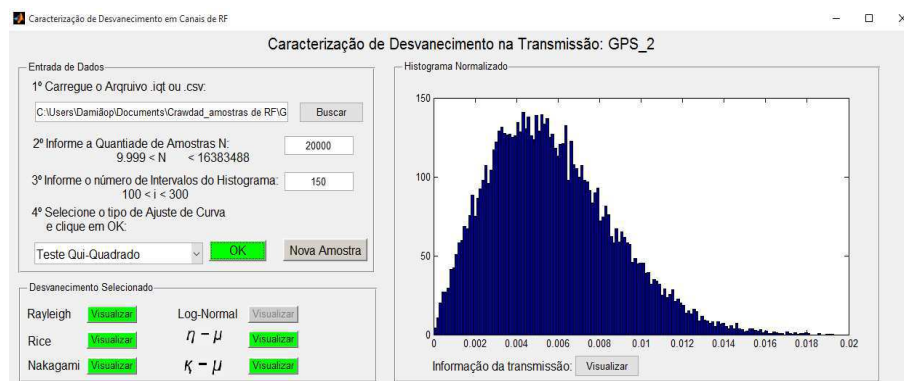 Caracterização de Desvanecimento em Canais de RF
Caracterização de Desvanecimento na Transmissão: GPS_2
Entrada de Dados
1º Carregue o Arqruivo .iqt ou .csv:
C:\Users\Damiãop\Documents\Crawdad_amostras de RF\G
Buscar
2º Informe a Quantiade de Amostras N:
9.999 < N < 16383488
20000
3º Informe o número de Intervalos do Histograma:
100 < i < 300
150
4º Selecione o tipo de Ajuste de Curva
e clique em OK:
Teste Qui-Quadrado
OK
Nova Amostra
Desvanecimento Selecionado
Rayleigh Visualizar Log-Normal Visualizar
Rice Visualizar η − μ Visualizar
Nakagami Visualizar κ − μ Visualizar
Histograma Normalizado
150
100
50
0
0 0.002 0.004 0.006 0.008 0.01 0.012 0.014 0.016 0.018 0.02
Informação da transmissão: Visualizar